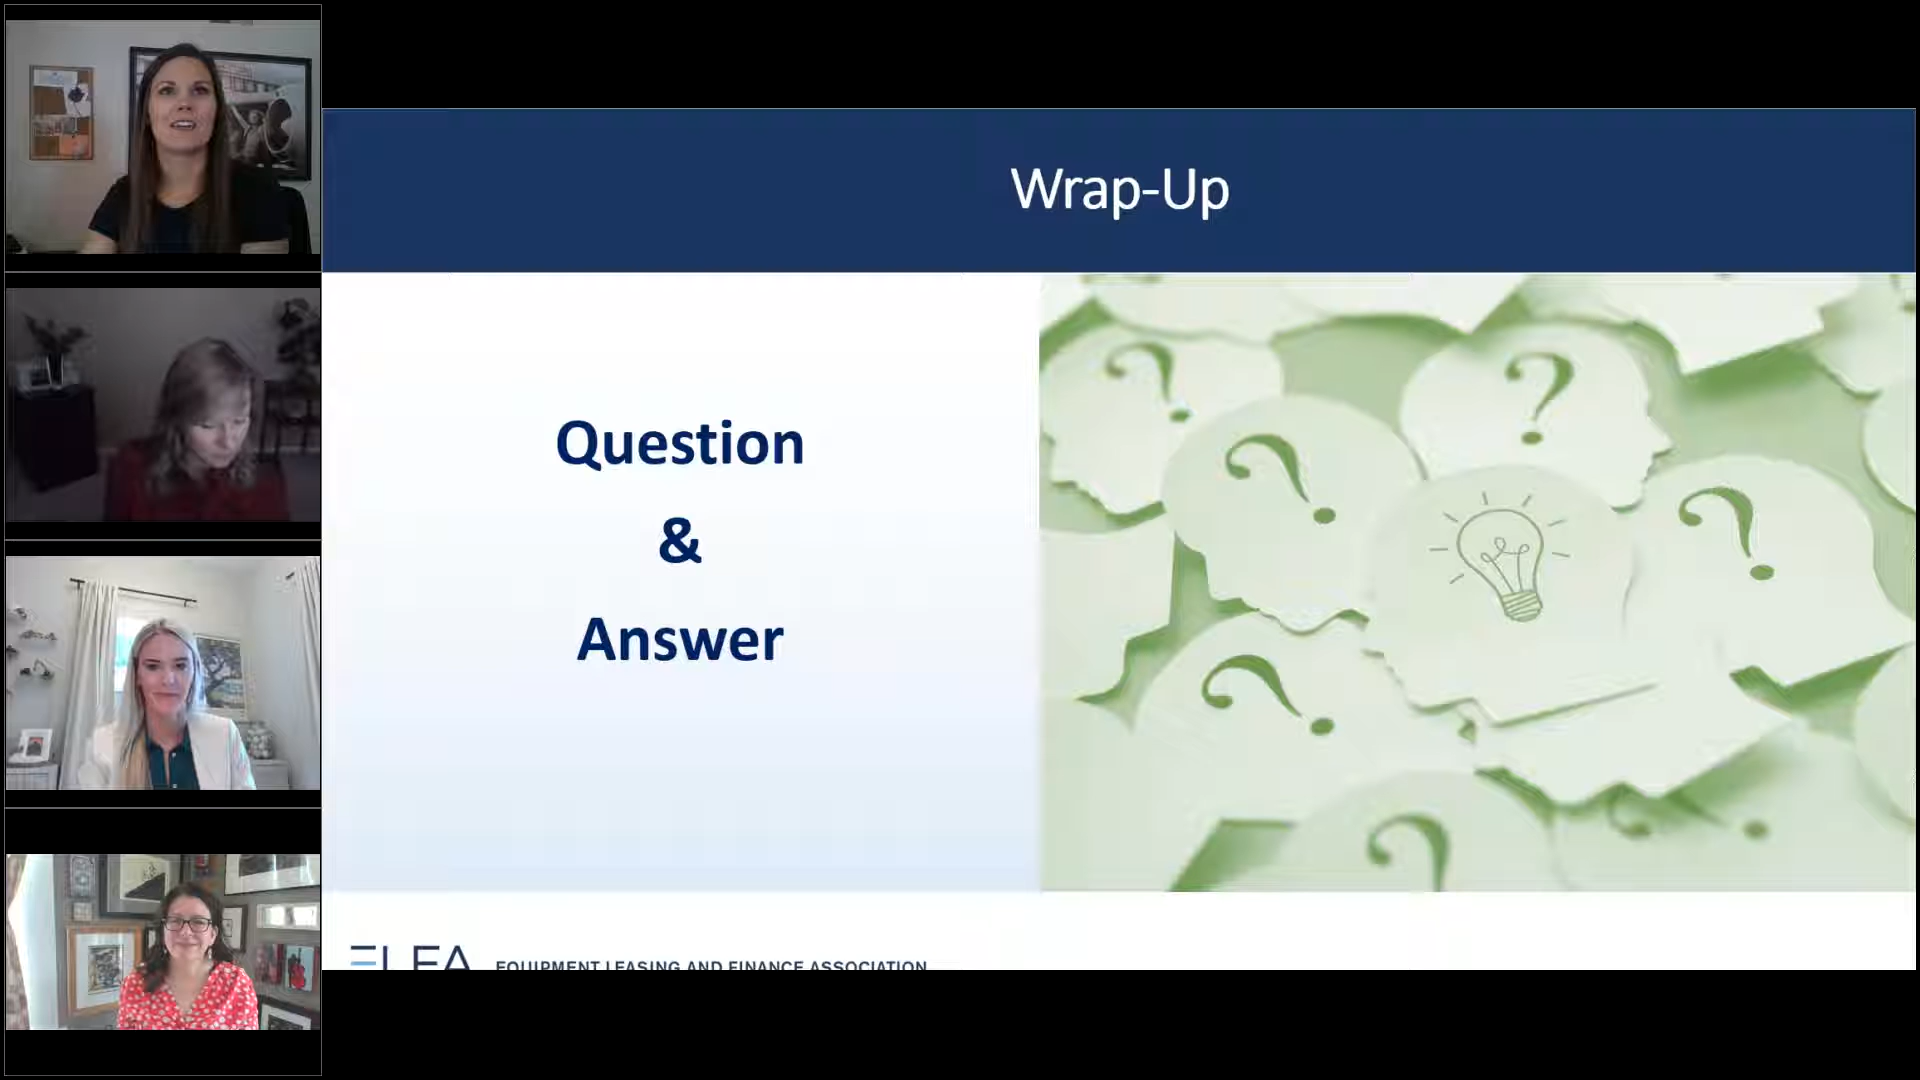 Wrap-Up
Question
&
Answer
ELFA EQUIPMENT LEASING AND FINANCE ASSOCIATION